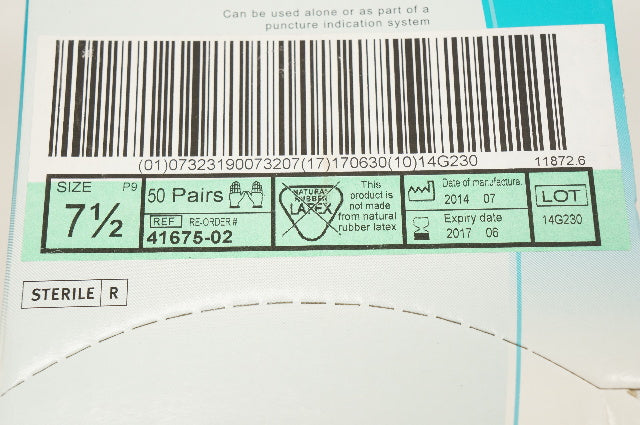 Can be used alone or as part of a
puncture indication system
(01)07323190073207(17)170630(10)14G230
11872.6
SIZE P9
7½
50 Pairs
REF RE-ORDER #
41675-02
NATURAL
RUBBER
LATEX
This
product is
not made
from natural
rubber latex
Date of manufacture.
2014 07
Expiry date
2017 06
LOT
14G230
STERILE R